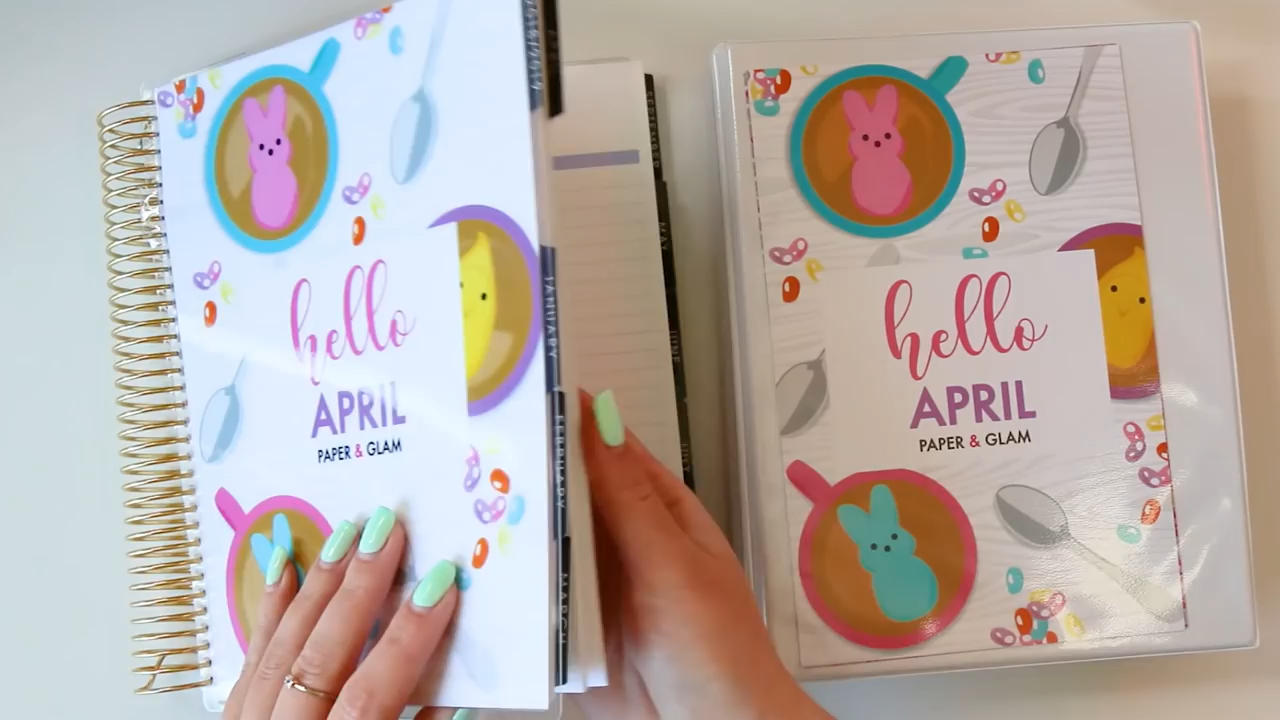 hello
APRIL
PAPER & GLAM
JANUARY
FEBRUARY
MARCH
SEPTEMBER
MAY
JUNE
JULY
hello
APRIL
PAPER & GLAM